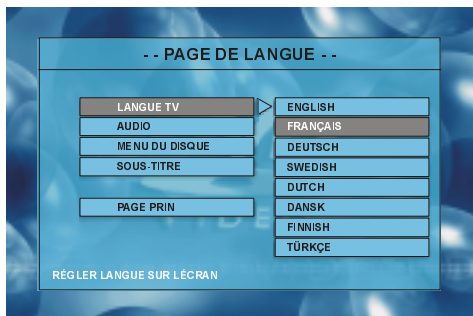 - - PAGE DE LANGUE - -
LANGUE TV
AUDIO
MENU DU DISQUE
SOUS-TITRE
PAGE PRIN
ENGLISH
FRANÇAIS
DEUTSCH
SWEDISH
DUTCH
DANSK
FINNISH
TÜRKÇE
RÉGLER LANGUE SUR LÉCRAN